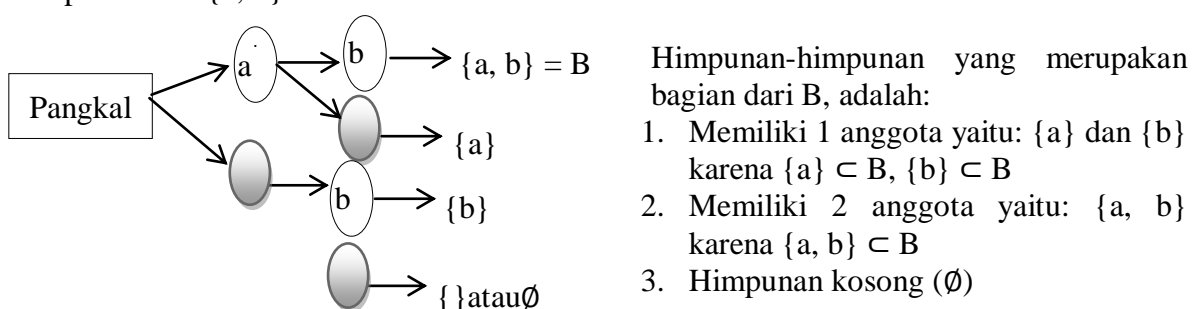 Pangkal
a
b
{a, b} = B
{a}
b
{b}
{ }atau∅
Himpunan-himpunan yang merupakan
bagian dari B, adalah:
1. Memiliki 1 anggota yaitu: {a} dan {b}
karena {a} ⊂ B, {b} ⊂ B
2. Memiliki 2 anggota yaitu: {a, b}
karena {a, b} ⊂ B
3. Himpunan kosong (∅)